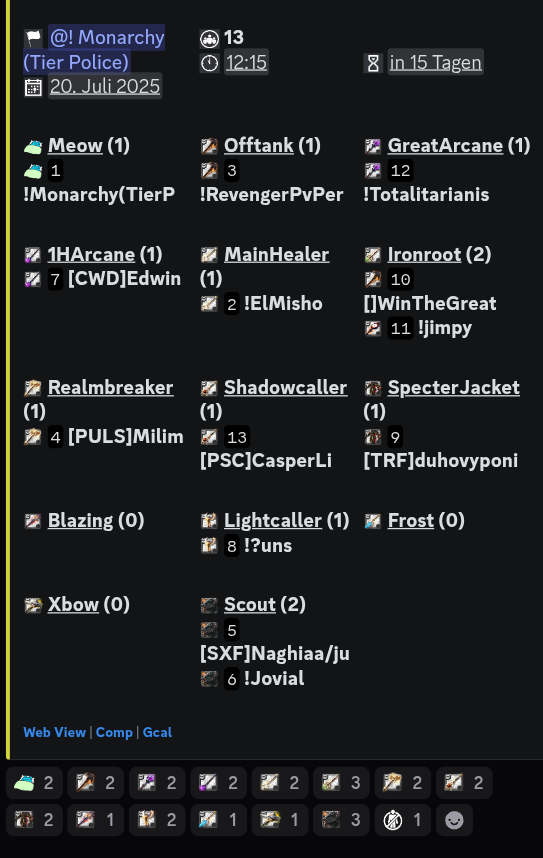 @! Monarchy (Tier Police)
13
20. Juli 2025
12:15
in 15 Tagen
Meow (1)
1 !Monarchy(TierP
Offtank (1)
3 !RevengerPvPer
GreatArcane (1)
12 !Totalitarianis
1HArcane (1)
7 [CWD]Edwin
MainHealer (1)
2 !ElMisho
Ironroot (2)
10 []WinTheGreat
11 !jimpy
Realmbreaker (1)
4 [PULS]Milim
Shadowcaller (1)
13 [PSC]CasperLi
SpecterJacket (1)
9 [TRF]duhovyponi
Blazing (0)
Lightcaller (1)
8 !?uns
Frost (0)
Xbow (0)
Scout (2)
5 [SXF]Naghiaa/ju
6 !Jovial
Web View | Comp | Gcal
2 2 2 2 2 3 2 2
2 1 2 1 1 3 1